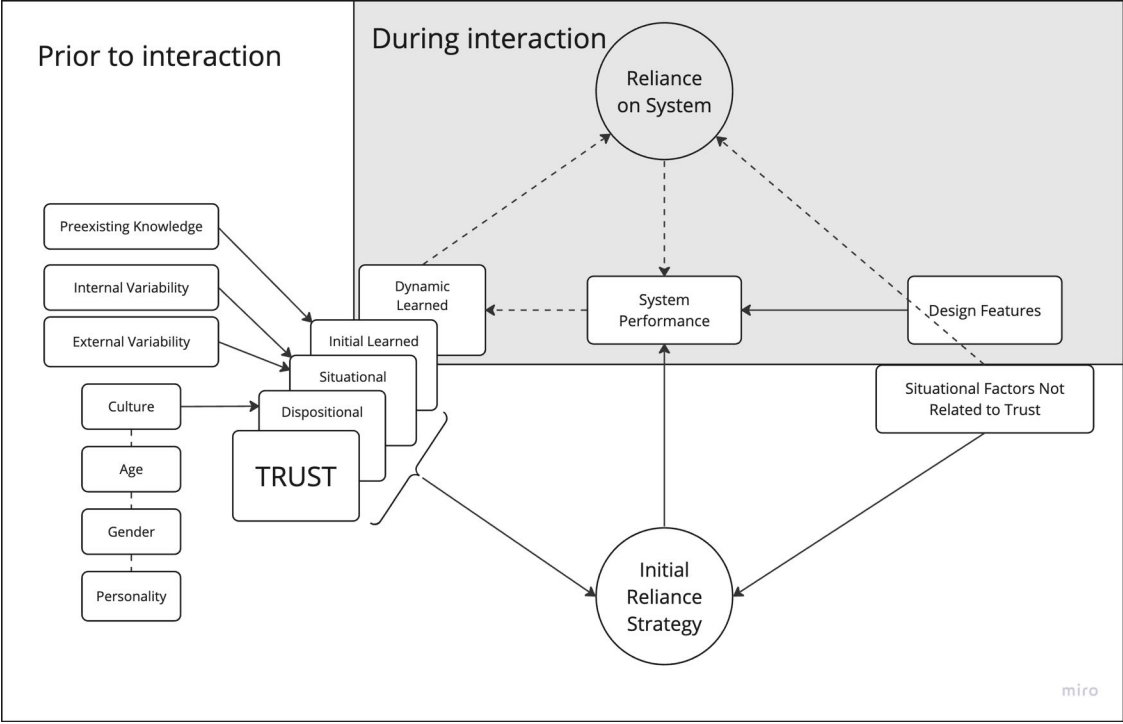 Prior to interaction
During interaction
Reliance
on System
Preexisting Knowledge
Internal Variability
External Variability
Culture
Age
Gender
Personality
Dynamic
Learned
Initial Learned
Situational
Dispositional
TRUST
System
Performance
Design Features
Situational Factors Not
Related to Trust
Initial
Reliance
Strategy
miro